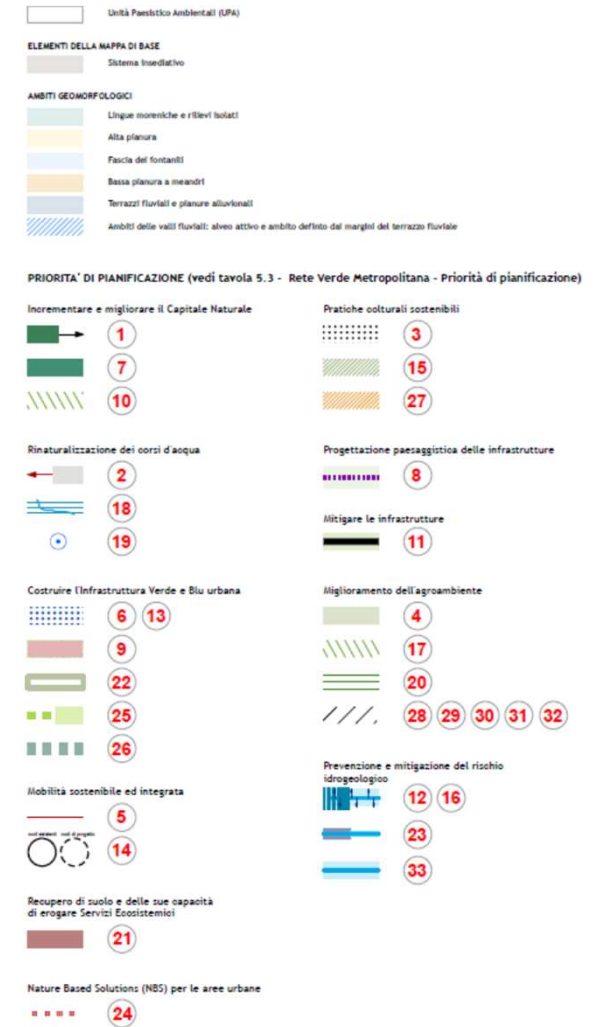 Unità Paesistico Ambientali (UPA)
ELEMENTI DELLA MAPPA DI BASE
Sistema insediativo
AMBITI GEOMORFOLOGICI
Lingue moreniche e rilievi isolati
Alta pianura
Fascia dei fontanili
Bassa pianura a meandri
Terrazzi fluviali e pianure alluvionali
Ambiti delle valli fluviali: alveo attivo e ambito definto dai margini del terrazzo fluviale
PRIORITA' DI PIANIFICAZIONE (vedi tavola 5.3 - Rete Verde Metropolitana - Priorità di pianificazione)
Incrementare e migliorare il Capitale Naturale
1
7
10
Rinaturalizzazione dei corsi d'acqua
2
18
19
Costruire l'Infrastruttura Verde e Blu urbana
6 13
9
22
25
26
Mobilità sostenibile ed integrata
5
nodi esistenti nodi di progetto
14
Recupero di suolo e delle sue capacità
di erogare Servizi Ecosistemici
21
Nature Based Solutions (NBS) per le aree urbane
24
Pratiche colturali sostenibili
3
15
27
Progettazione paesaggistica delle infrastrutture
8
Mitigare le infrastrutture
11
Miglioramento dell'agroambiente
4
17
20
28 29 30 31 32
Prevenzione e mitigazione del rischio
idrogeologico
12 16
23
33